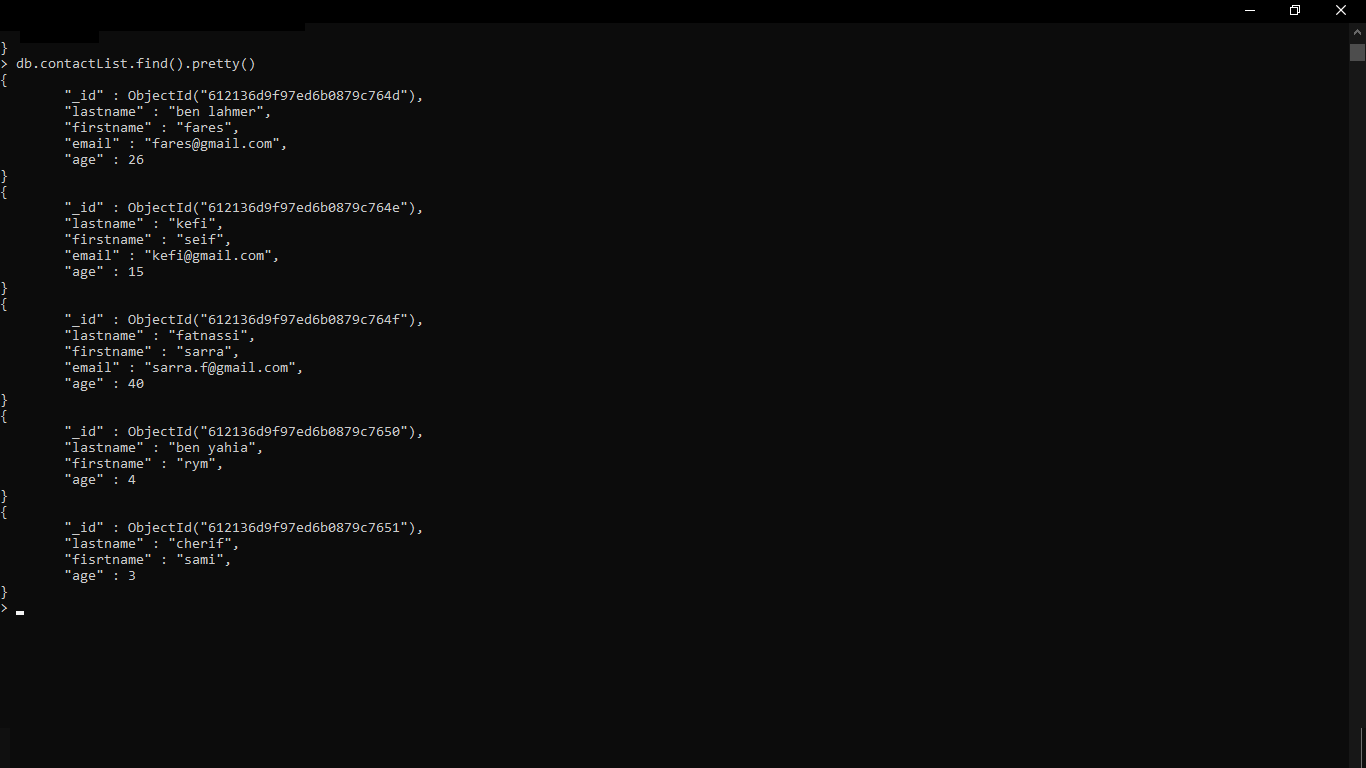 }
> db.contactList.find().pretty()
{
        "_id" : ObjectId("612136d9f97ed6b0879c764d"),
        "lastname" : "ben lahmer",
        "firstname" : "fares",
        "email" : "fares@gmail.com",
        "age" : 26
}
{
        "_id" : ObjectId("612136d9f97ed6b0879c764e"),
        "lastname" : "kefi",
        "firstname" : "seif",
        "email" : "kefi@gmail.com",
        "age" : 15
}
{
        "_id" : ObjectId("612136d9f97ed6b0879c764f"),
        "lastname" : "fatnassi",
        "firstname" : "sarra",
        "email" : "sarra.f@gmail.com",
        "age" : 40
}
{
        "_id" : ObjectId("612136d9f97ed6b0879c7650"),
        "lastname" : "ben yahia",
        "firstname" : "rym",
        "age" : 4
}
{
        "_id" : ObjectId("612136d9f97ed6b0879c7651"),
        "lastname" : "cherif",
        "fisrtname" : "sami",
        "age" : 3
}
>